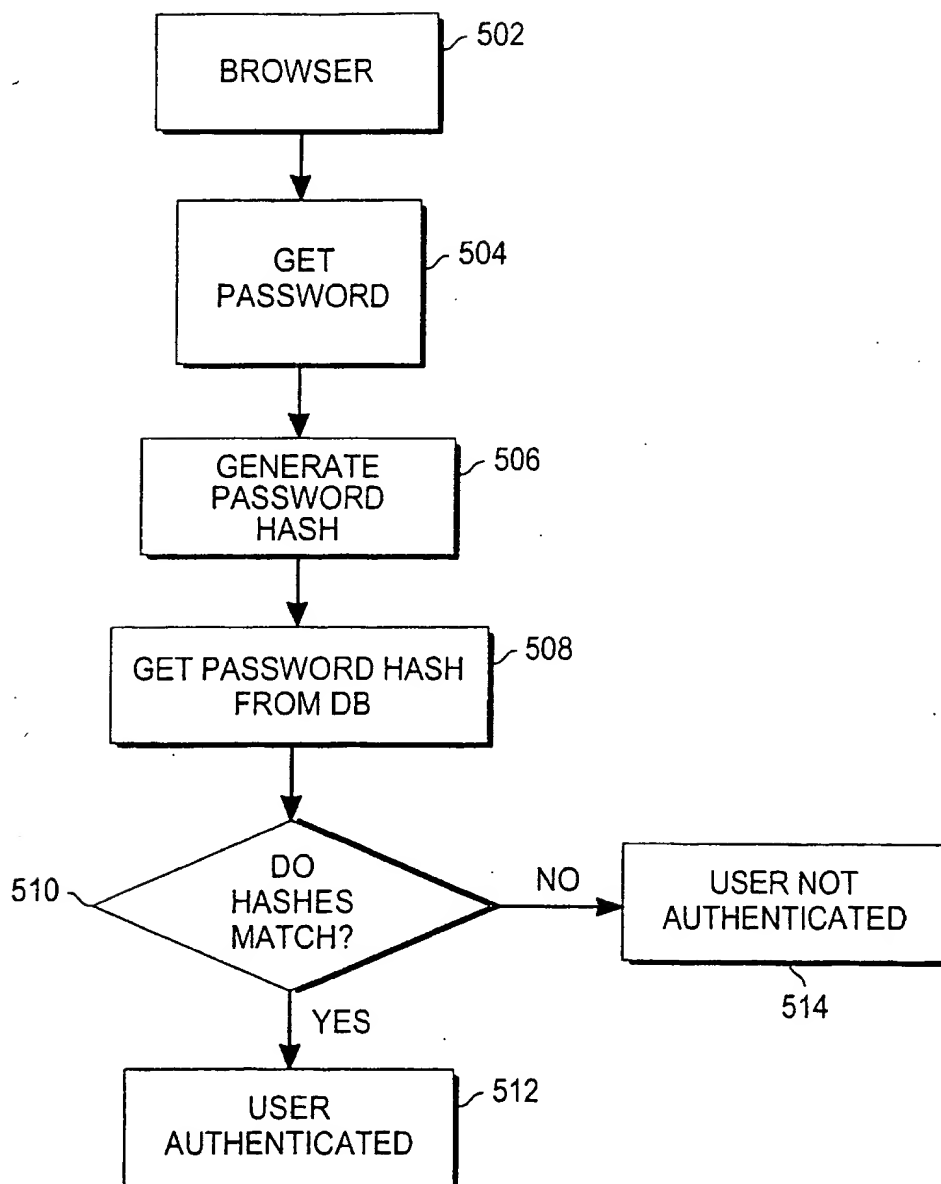 BROWSER
502
GET
PASSWORD
504
GENERATE
PASSWORD
HASH
506
GET PASSWORD HASH
FROM DB
508
DO
HASHES
MATCH?
510
NO
USER NOT
AUTHENTICATED
514
YES
USER
AUTHENTICATED
512